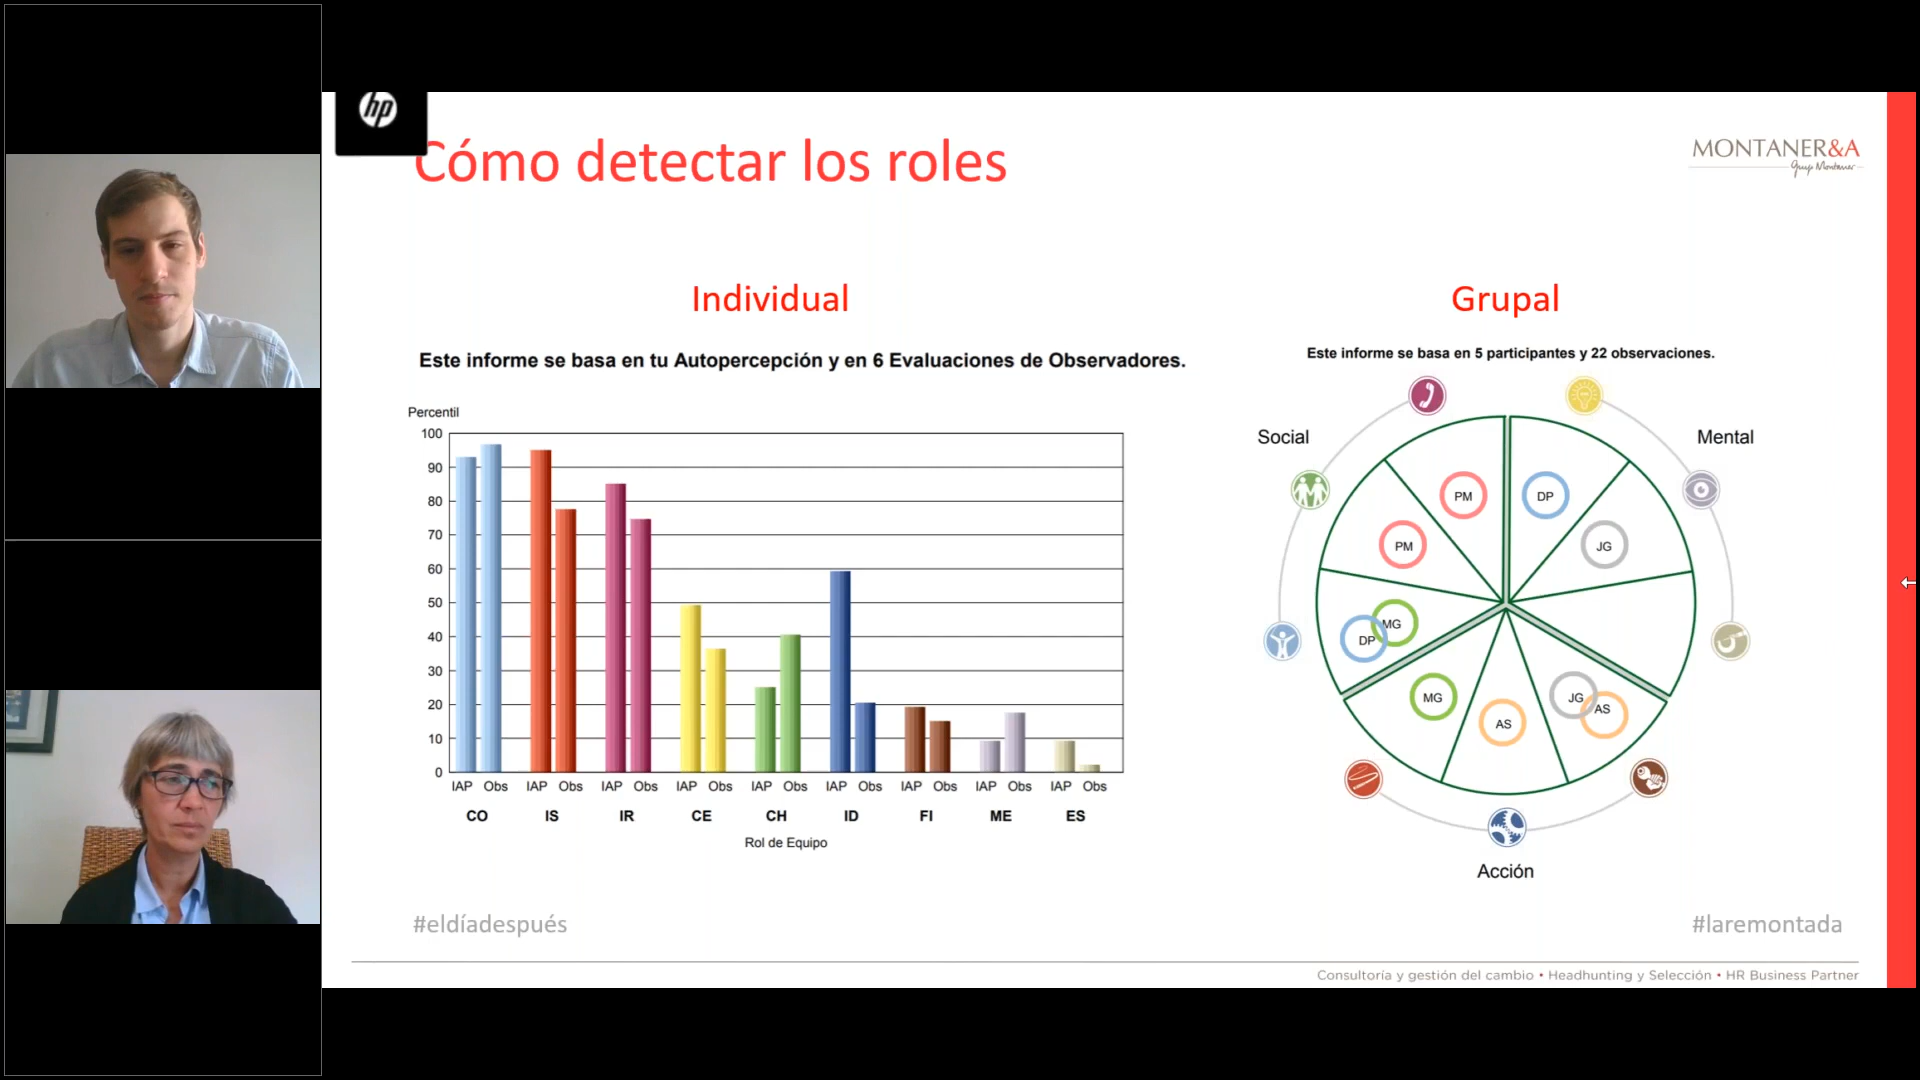 hp
Cómo detectar los roles
MONTANER&A
Grup Montaner
Individual
Este informe se basa en tu Autopercepción y en 6 Evaluaciones de Observadores.
Percentil
100
90
80
70
60
50
40
30
20
10
0
IAP Obs IAP Obs IAP Obs IAP Obs IAP Obs IAP Obs IAP Obs IAP Obs IAP Obs
CO IS IR CE CH ID FI ME ES
Rol de Equipo
Grupal
Este informe se basa en 5 participantes y 22 observaciones.
Social
Mental
PM
DP
PM
JG
MG
DP
MG
JG
AS
AS
Acción
#eldíadespués
#laremontada
Consultoría y gestión del cambio • Headhunting y Selección • HR Business Partner